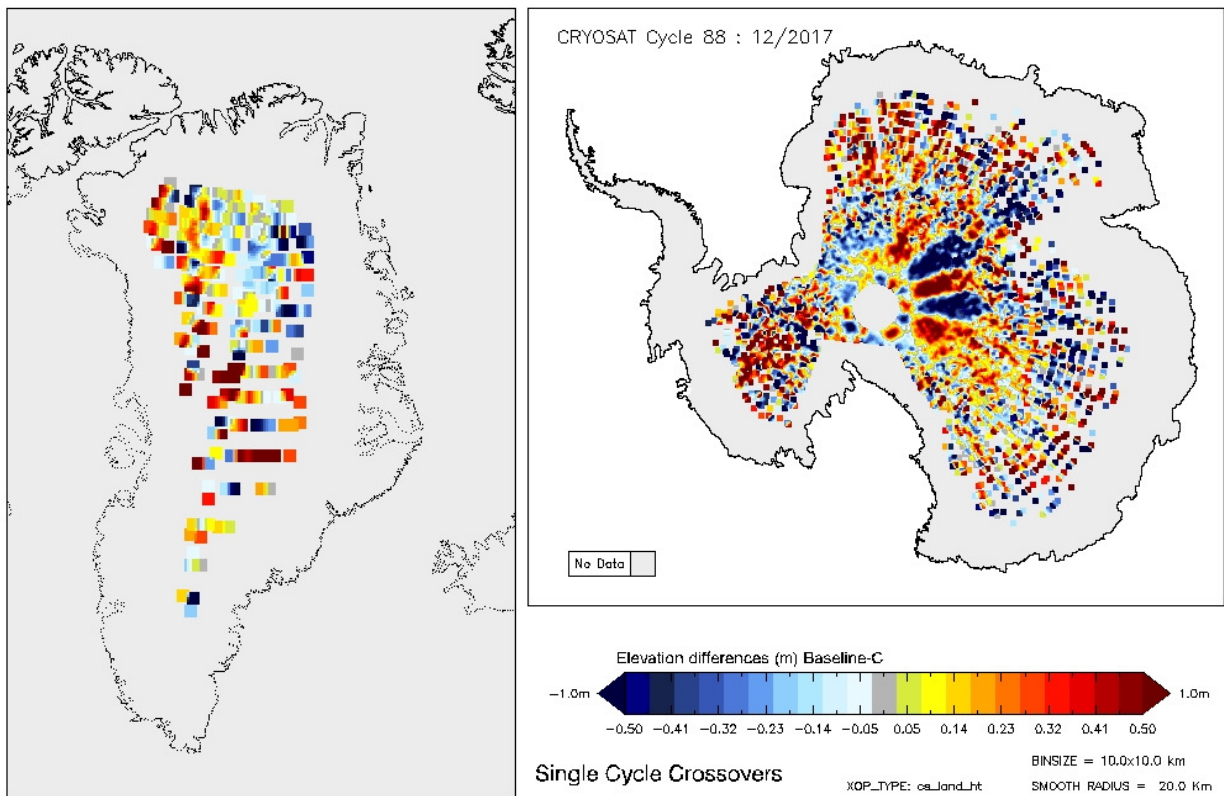 CRYOSAT Cycle 88 : 12/2017
No Data
Elevation differences (m) Baseline-C
-1.0m
1.0m
-0.50 -0.41 -0.32 -0.23 -0.14 -0.05 0.05 0.14 0.23 0.32 0.41 0.50
BINSIZE = 10.0x10.0 km
Single Cycle Crossovers
XOP_TYPE: cs_land_ht
SMOOTH RADIUS = 20.0 Km